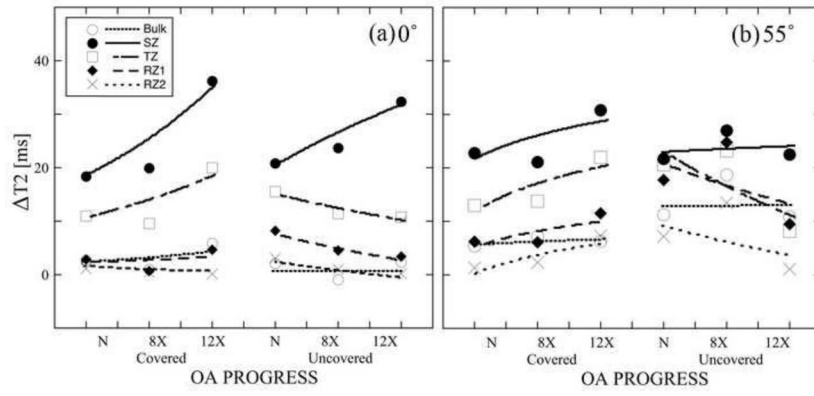 (a) 0°
(b) 55°
Bulk
SZ
TZ
RZ1
RZ2
ΔT2 [ms]
40
20
0
N 8X 12X N 8X 12X
Covered Uncovered
OA PROGRESS
N 8X 12X N 8X 12X
Covered Uncovered
OA PROGRESS